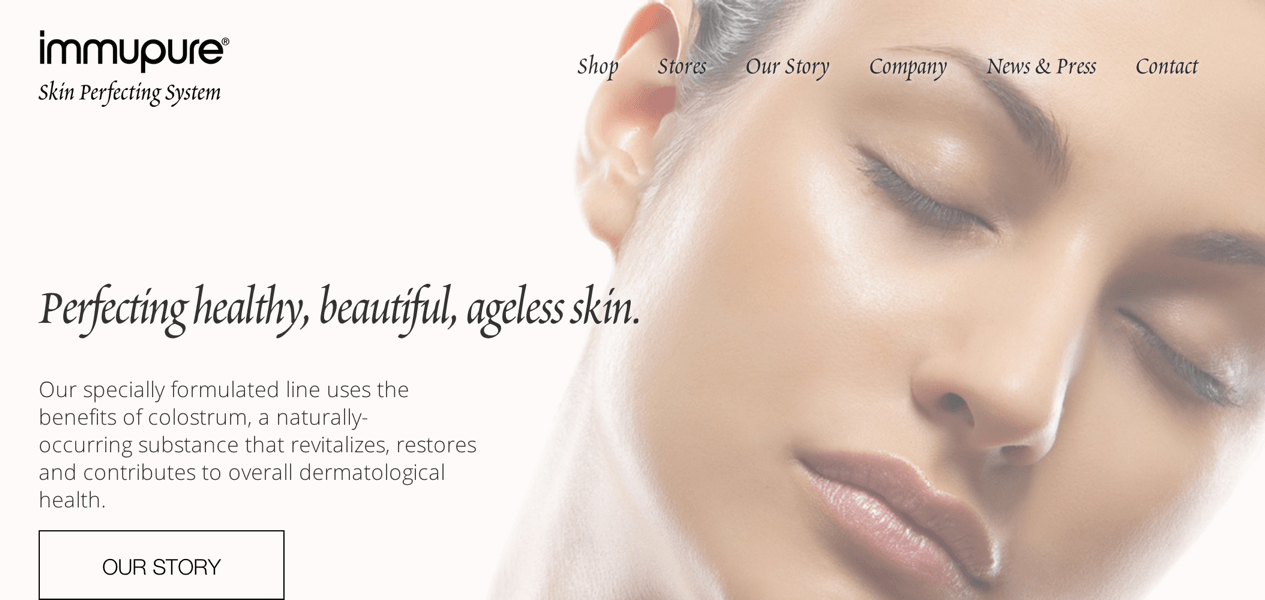 immupure®
Skin Perfecting System
Shop Stores Our Story Company News & Press Contact
Perfecting healthy, beautiful, ageless skin.
Our specially formulated line uses the
benefits of colostrum, a naturally-
occurring substance that revitalizes, restores
and contributes to overall dermatological
health.
OUR STORY